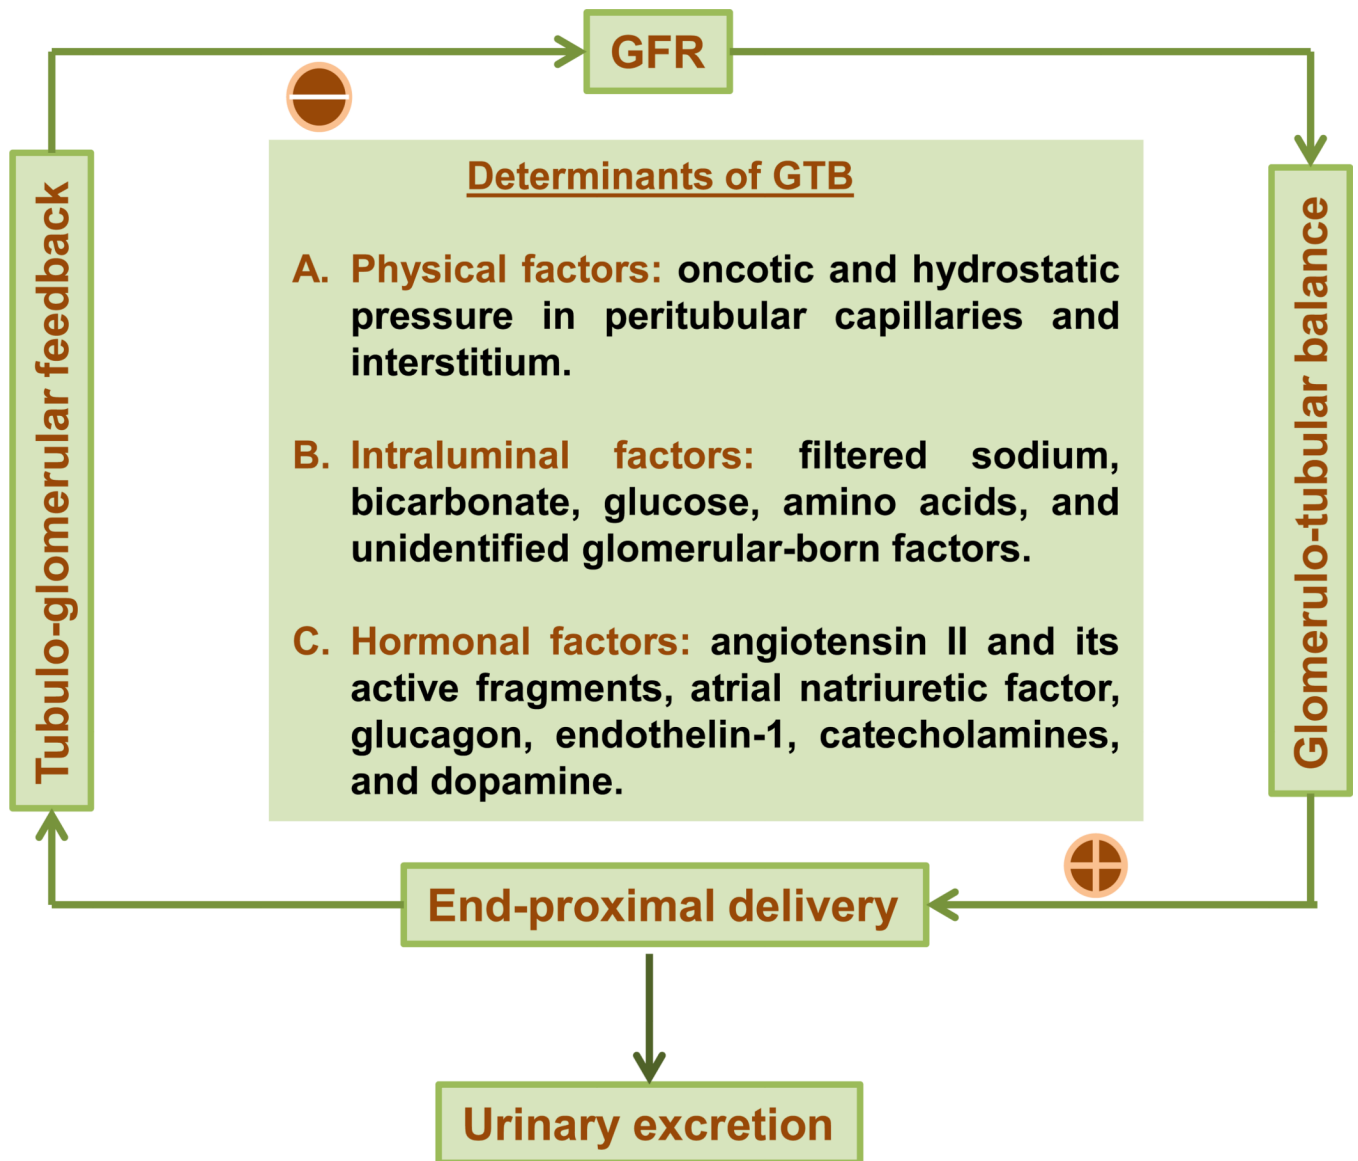 GFR
Tubulo-glomerular feedback
Determinants of GTB
A. Physical factors: oncotic and hydrostatic
pressure in peritubular capillaries and
interstitium.
B. Intraluminal factors: filtered sodium,
bicarbonate, glucose, amino acids, and
unidentified glomerular-born factors.
C. Hormonal factors: angiotensin II and its
active fragments, atrial natriuretic factor,
glucagon, endothelin-1, catecholamines,
and dopamine.
Glomerulo-tubular balance
End-proximal delivery
Urinary excretion